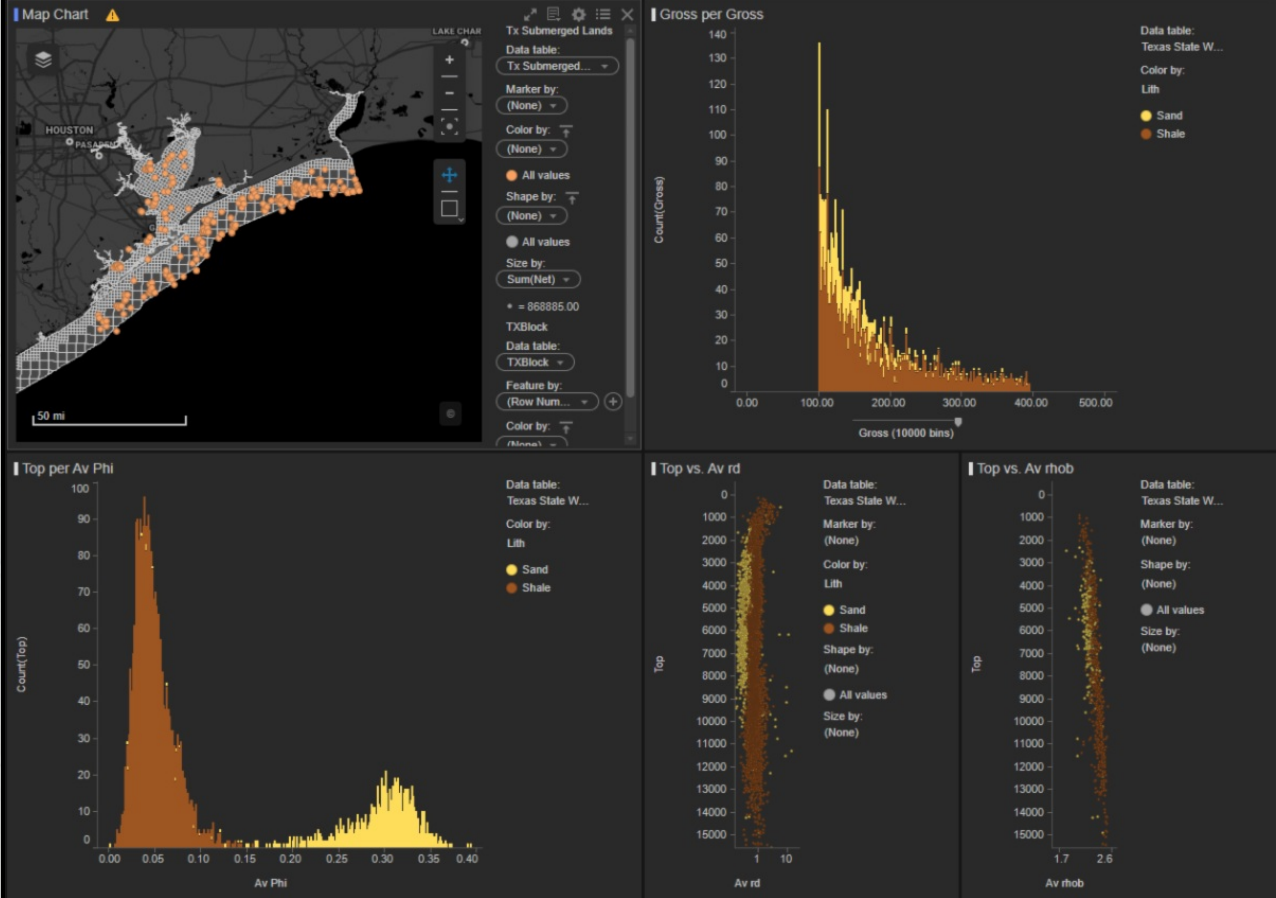 Map Chart
LAKE CHAR
HOUSTON
50 mi
Tx Submerged Lands
Data table:
Tx Submerged...
Marker by:
(None)
Color by:
(None)
All values
Shape by:
(None)
All values
Size by:
Sum(Net)
* = 868885.00
TXBlock
Data table:
TXBlock
Feature by:
(Row Num...
Color by:
(None)
Gross per Gross
140
130
120
110
100
90
80
70
60
50
40
30
20
10
0
Count(Gross)
0.00 100.00 200.00 300.00 400.00 500.00
Gross (10000 bins)
Data table:
Texas State W...
Color by:
Lith
Sand
Shale
Top per Av Phi
100
90
80
70
60
50
40
30
20
10
0
Count(Top)
0.00 0.05 0.10 0.15 0.20 0.25 0.30 0.35 0.40
Av Phi
Data table:
Texas State W...
Color by:
Lith
Sand
Shale
Top vs. Av rd
0
1000
2000
3000
4000
5000
6000
7000
8000
9000
10000
11000
12000
13000
14000
15000
Top
1 10
Av rd
Data table:
Texas State W...
Marker by:
(None)
Color by:
Lith
Sand
Shale
Shape by:
(None)
All values
Size by:
(None)
Top vs. Av rhob
0
1000
2000
3000
4000
5000
6000
7000
8000
9000
10000
11000
12000
13000
14000
15000
Top
1.7 2.6
Av rhob
Data table:
Texas State W...
Marker by:
(None)
Shape by:
(None)
All values
Size by:
(None)